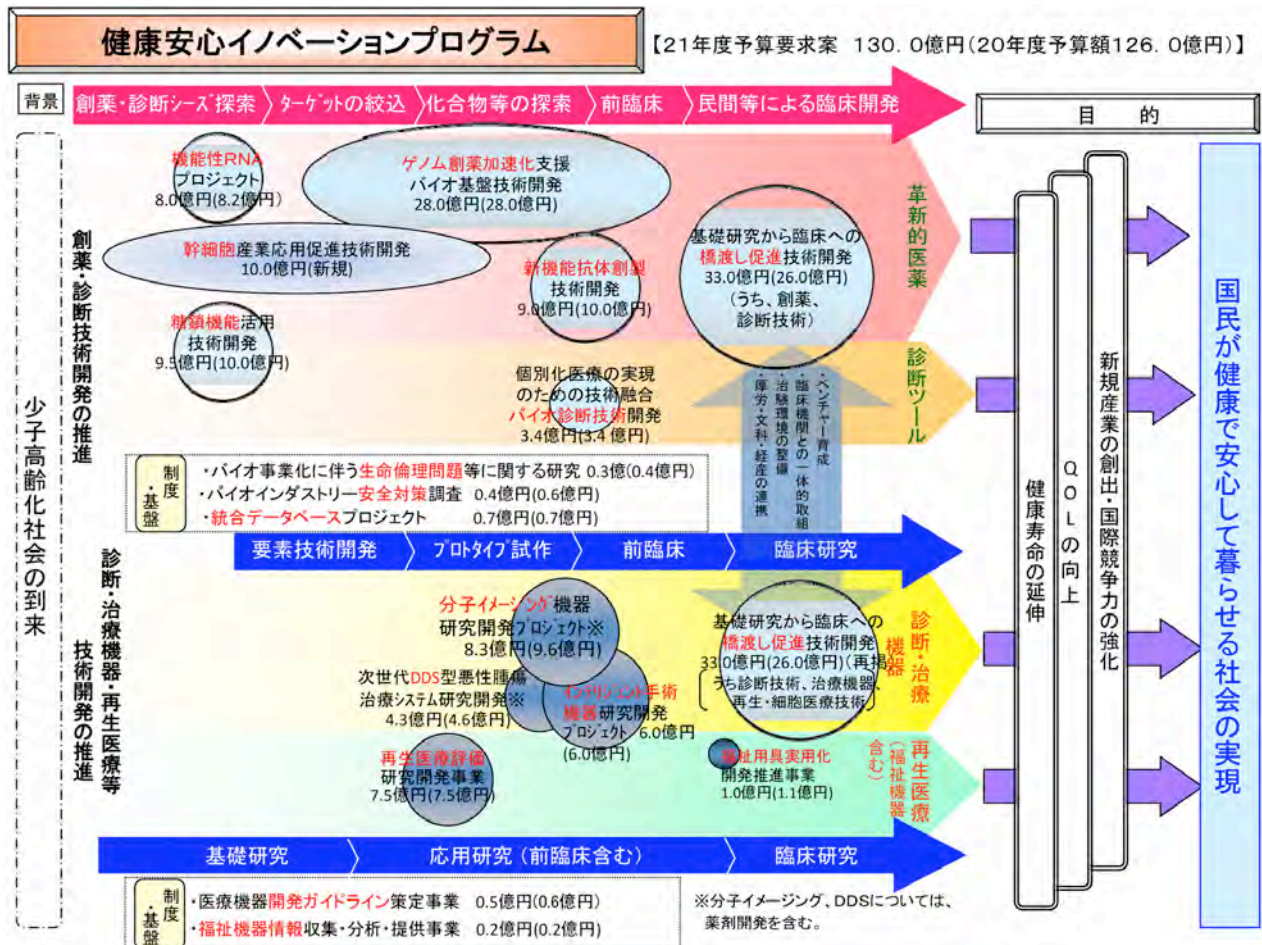 健康安心イノベーションプログラム
【21年度予算要求案 130. 0億円(20年度予算額126. 0億円)】
背景
創薬・診断シーズ探索
ターゲットの絞込
化合物等の探索
前臨床
民間等による臨床開発
目 的
少子高齢化社会の到来
創薬・診断技術開発の推進
機能性RNA
プロジェクト
8.0億円(8.2億円)
ゲノム創薬加速化支援
バイオ基盤技術開発
28.0億円(28.0億円)
幹細胞産業応用促進技術開発
10.0億円(新規)
新機能抗体創製
技術開発
9.0億円(10.0億円)
基礎研究から臨床への
橋渡し促進技術開発
33.0億円(26.0億円)
(うち、創薬、
診断技術)
革新的医薬
糖鎖機能活用
技術開発
9.5億円(10.0億円)
個別化医療の実現
のための技術融合
バイオ診断技術開発
3.4億円(3.4 億円)
診断ツール
・ベンチャー育成
・臨床機関との一体的取組
治験環境の整備
・厚労・文科・経産の連携
制度
・基盤
・バイオ事業化に伴う生命倫理問題等に関する研究 0.3億(0.4億円)
・バイオインダストリー安全対策調査 0.4億円(0.6億円)
・統合データベースプロジェクト 0.7億円(0.7億円)
要素技術開発
プロトタイプ試作
前臨床
臨床研究
診断・治療機器・再生医療等
技術開発の推進
分子イメージング機器
研究開発プロジェクト※
8.3億円(9.6億円)
次世代DDS型悪性腫瘍
治療システム研究開発※
4.3億円(4.6億円)
インテリジェント手術
機器研究開発
プロジェクト 6.0億円
(6.0億円)
基礎研究から臨床への
橋渡し促進技術開発
33.0億円(26.0億円)(再掲)
うち診断技術、治療機器、
再生・細胞医療技術
診断・治療
機器
再生医療評価
研究開発事業
7.5億円(7.5億円)
福祉用具実用化
開発推進事業
1.0億円(1.1億円)
再生医療
(福祉機器
含む)
基礎研究
応用研究(前臨床含む)
臨床研究
制度
・基盤
・医療機器開発ガイドライン策定事業 0.5億円(0.6億円)
・福祉機器情報収集・分析・提供事業 0.2億円(0.2億円)
※分子イメージング、DDSについては、
薬剤開発を含む。
健康寿命の延伸
QOLの向上
新規産業の創出・国際競争力の強化
国民が健康で安心して暮らせる社会の実現